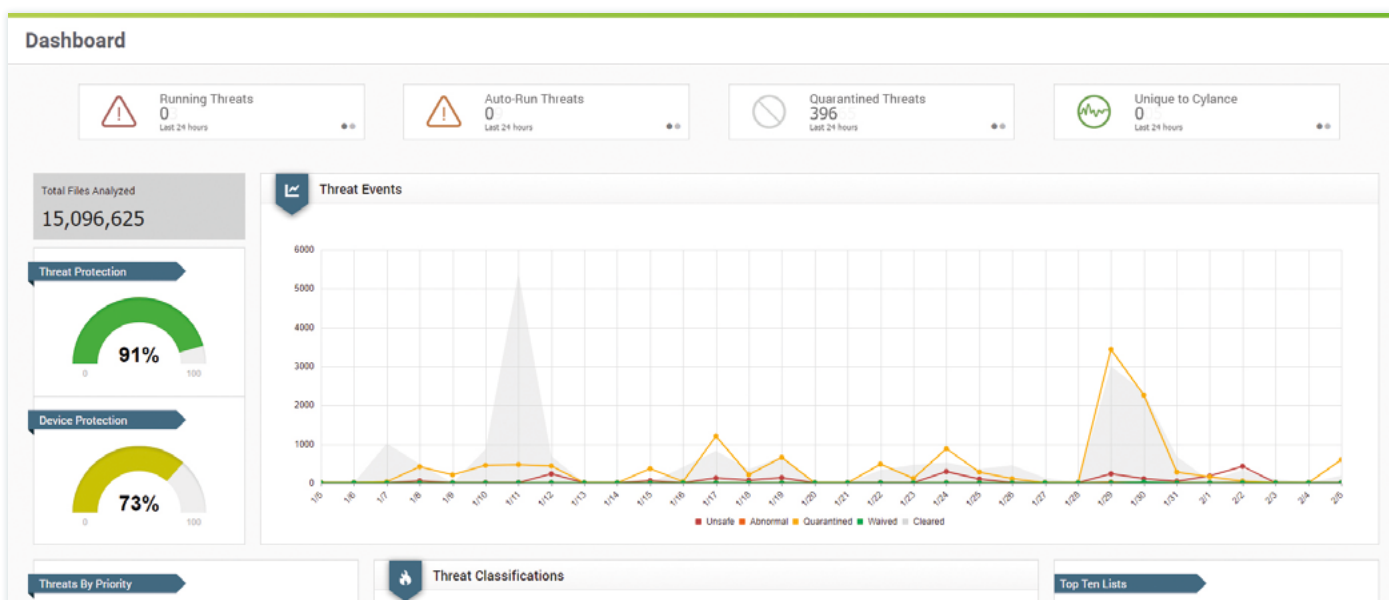 Dashboard
Running Threats
0
Last 24 hours
Auto-Run Threats
0
Last 24 hours
Quarantined Threats
396
Last 24 hours
Unique to Cylance
0
Last 24 hours
Total Files Analyzed
15,096,625
Threat Protection
91%
0 100
Device Protection
73%
0 100
Threat Events
6000
5000
4000
3000
2000
1000
0
1/5 1/6 1/7 1/8 1/9 1/10 1/11 1/12 1/13 1/14 1/15 1/16 1/17 1/18 1/19 1/20 1/21 1/22 1/23 1/24 1/25 1/26 1/27 1/28 1/29 1/30 1/31 2/1 2/2 2/3 2/4 2/5
Unsafe Abnormal Quarantined Waived Cleared
Threats By Priority
Threat Classifications
Top Ten Lists